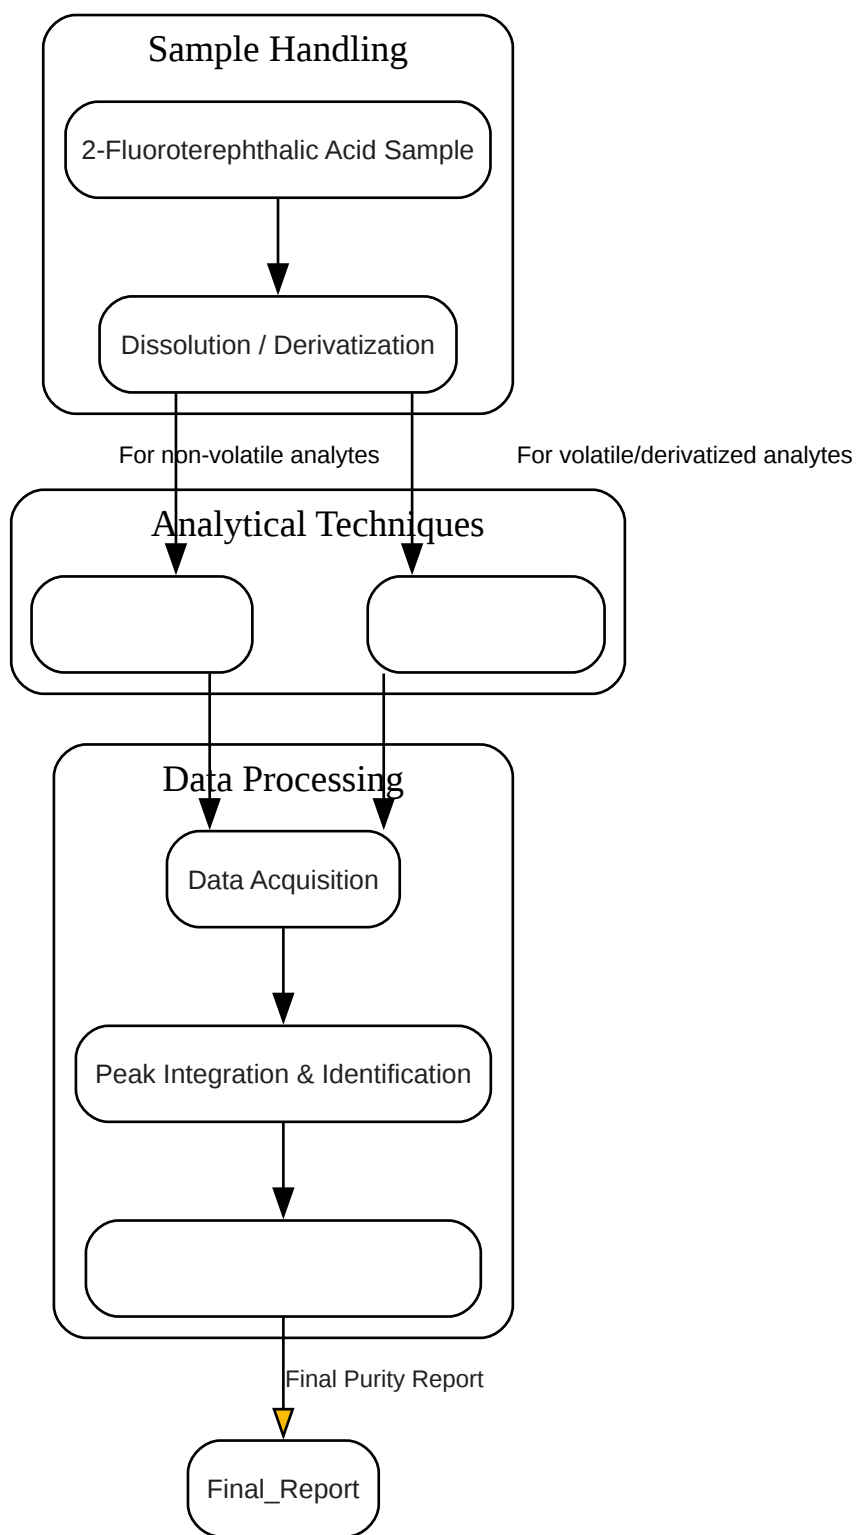 Sample Handling
2-Fluoroterephthalic Acid Sample
Dissolution / Derivatization
For non-volatile analytes
For volatile/derivatized analytes
Analytical Techniques
Data Processing
Data Acquisition
Peak Integration & Identification
Final Purity Report
Final_Report